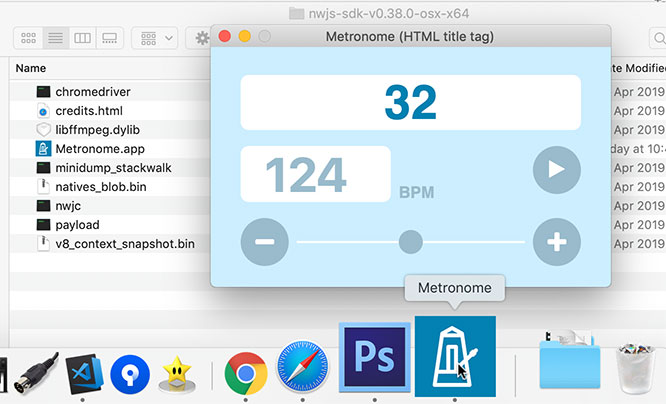 nwjs-sdk-v0.38.0-osx-x64
Metronome (HTML title tag)
Name
te Modified
chromedriver
Apr 2019
credits.html
Apr 2019
libffmpeg.dylib
Apr 2019
Metronome.app
day at 10:4
minidump_stackwalk
Apr 2019
natives_blob.bin
Apr 2019
nwjc
Apr 2019
payload
Apr 2019
v8_context_snapshot.bin
Apr 2019
32
124
BPM
Metronome
Ps